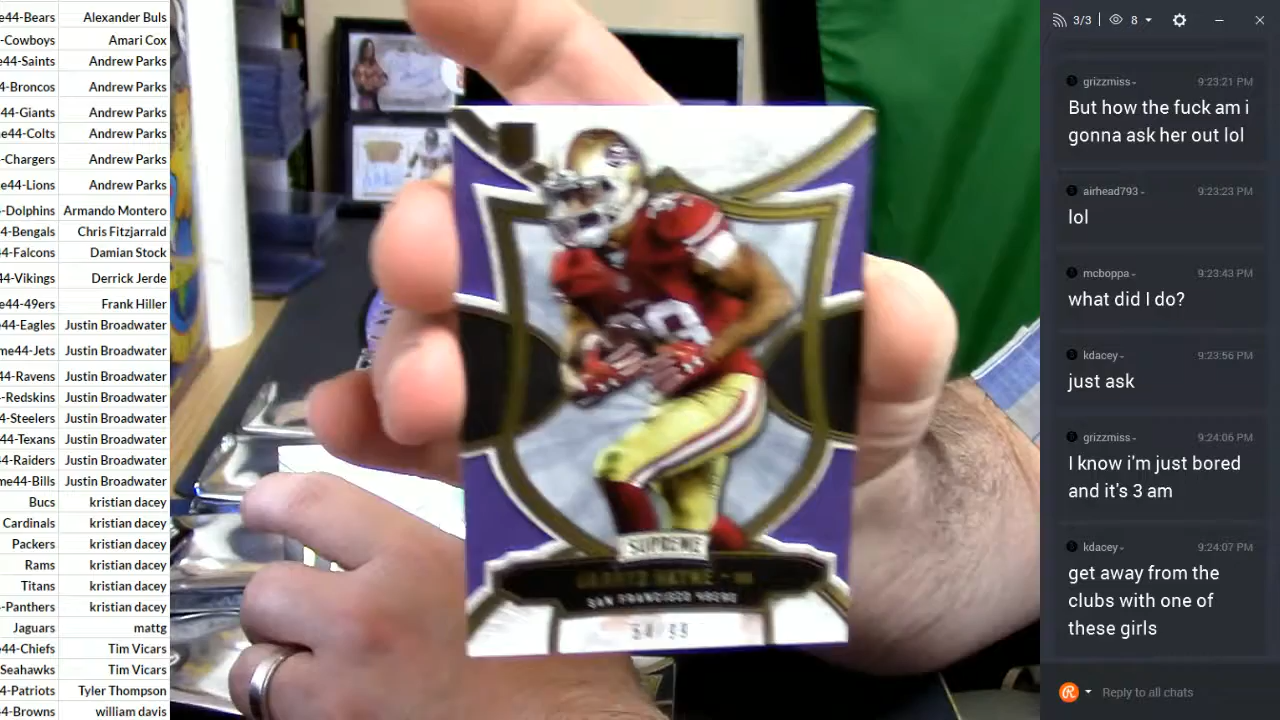 e44-Bears Alexander Buls
-Cowboys Amari Cox
e44-Saints Andrew Parks
44-Broncos Andrew Parks
44-Giants Andrew Parks
e44-Colts Andrew Parks
-Chargers Andrew Parks
e44-Lions Andrew Parks
-Dolphins Armando Montero
-Bengals Chris Fitzjarrald
44-Falcons Damian Stock
44-Vikings Derrick Jerde
e44-49ers Frank Hiller
44-Eagles Justin Broadwater
me44-Jets Justin Broadwater
44-Ravens Justin Broadwater
-Redskins Justin Broadwater
-Steelers Justin Broadwater
44-Texans Justin Broadwater
44-Raiders Justin Broadwater
me44-Bills Justin Broadwater
Bucs kristian dacey
Cardinals kristian dacey
Packers kristian dacey
Rams kristian dacey
Titans kristian dacey
-Panthers kristian dacey
Jaguars mattg
e44-Chiefs Tim Vicars
Seahawks Tim Vicars
-Patriots Tyler Thompson
44-Browns william davis
SUPREME
SAN FRANCISCO 49ERS
3/3 8
grizzmiss 9:23:21 PM
But how the fuck am i
gonna ask her out lol
airhead793 9:23:23 PM
lol
mcboppa 9:23:43 PM
what did I do?
kdacey 9:23:56 PM
just ask
grizzmiss 9:24:06 PM
I know i'm just bored
and it's 3 am
kdacey 9:24:07 PM
get away from the
clubs with one of
these girls
Reply to all chats